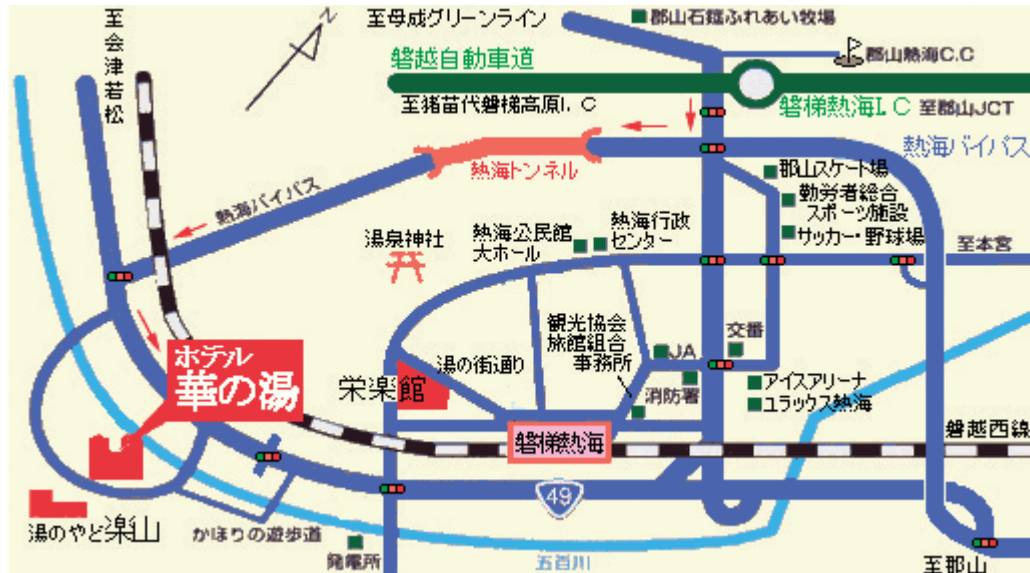 至会津若松
N
至母成グリーンライン
郡山石筵ふれあい牧場
磐越自動車道
郡山熱海C.C
至猪苗代磐梯高原I.C
磐梯熱海I.C
至郡山JCT
熱海バイパス
熱海トンネル
熱海バイパス
郡山スケート場
勤労者総合
スポーツ施設
サッカー・野球場
湯泉神社
熱海公民館
大ホール
熱海行政
センター
至本宮
観光協会
旅館組合
事務所
交番
JA
ホテル
華の湯
湯の街通り
栄楽館
消防署
アイスアリーナ
ユラックス熱海
磐梯熱海
磐越西線
49
湯のやど楽山
かほりの遊歩道
発電所
五百川
至郡山